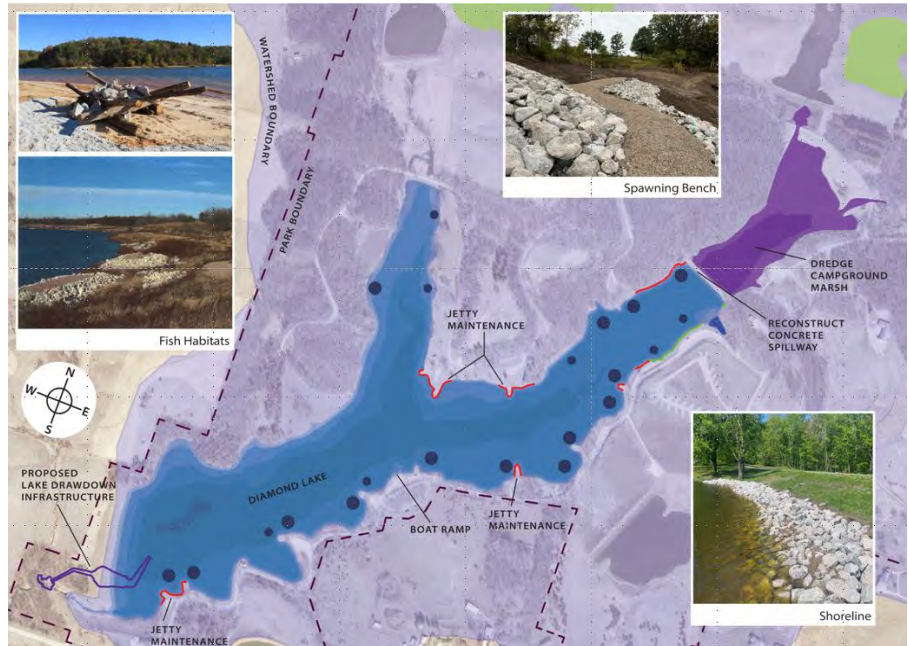 WATERSHED BOUNDARY
PARK BOUNDARY
Fish Habitats
Spawning Bench
DREDGE
CAMPGROUND
MARSH
RECONSTRUCT
CONCRETE
SPILLWAY
JETTY
MAINTENANCE
N
W
E
S
PROPOSED
LAKE DRAWDOWN
INFRASTRUCTURE
DIAMOND LAKE
BOAT RAMP
JETTY
MAINTENANCE
JETTY
MAINTENANCE
Shoreline